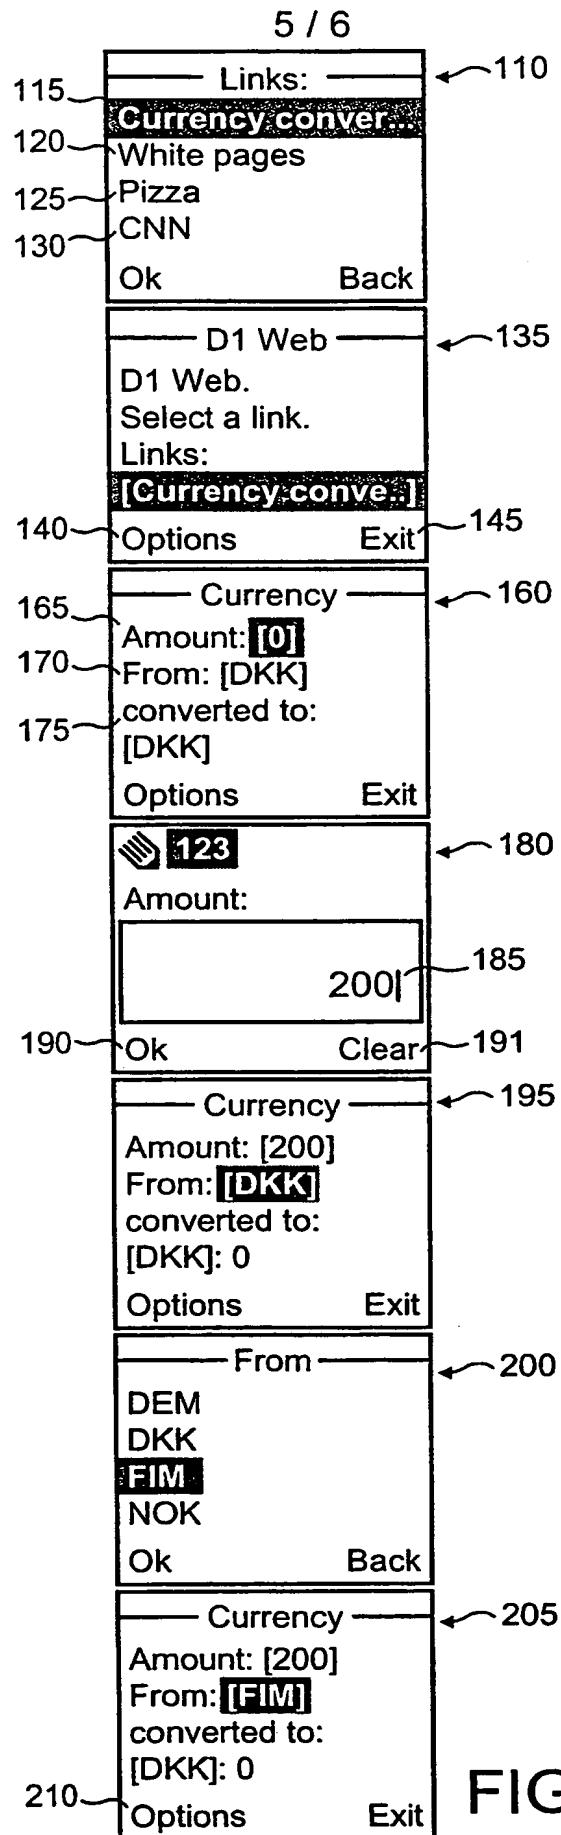 5 / 6
Links: 110
115
Currency conver...
120 White pages
125 Pizza
130 CNN
Ok Back
D1 Web 135
D1 Web.
Select a link.
Links:
[Currency conve..]
140 Options Exit 145
Currency 160
165 Amount: [0]
170 From: [DKK]
175 converted to:
[DKK]
Options Exit
123 180
Amount:
200 185
190 Ok Clear 191
Currency 195
Amount: [200]
From: [DKK]
converted to:
[DKK]: 0
Options Exit
From 200
DEM
DKK
FIM
NOK
Ok Back
Currency 205
Amount: [200]
From: [FIM]
converted to:
[DKK]: 0
210 Options Exit
FIG